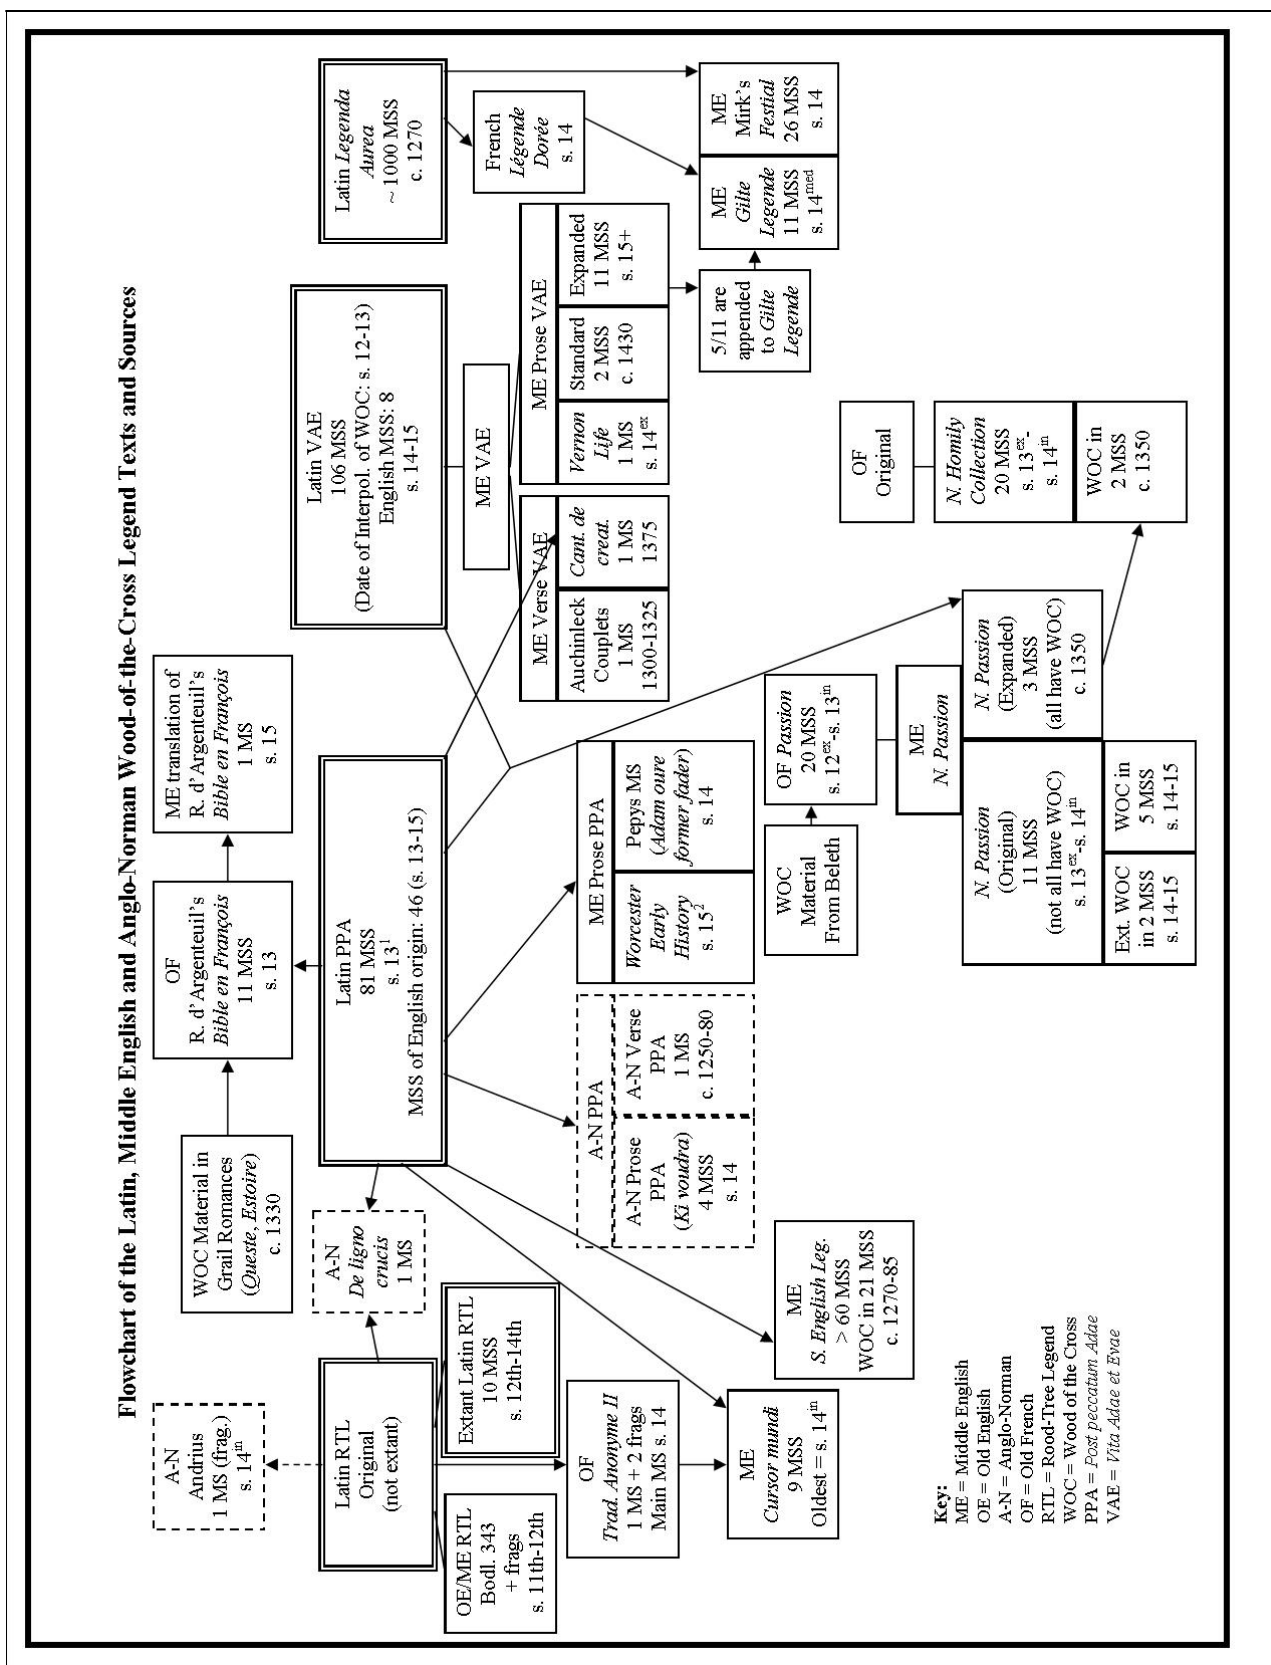 Flowchart of the Latin, Middle English and Anglo-Norman Wood-of-the-Cross Legend Texts and Sources
A-N
Andrius
1 MS (frag.)
s. 14in
WOC Material in
Grail Romances
(Queste, Estoire)
c. 1330
OF
R. d'Argenteuil's
Bible en François
11 MSS
s. 13
ME translation of
R. d'Argenteuil's
Bible en François
1 MS
s. 15
Latin RTL
Original
(not extant)
A-N
De ligno
crucis
1 MS
Latin PPA
81 MSS
s. 13¹
MSS of English origin: 46 (s. 13-15)
Latin VAE
106 MSS
(Date of Interpol. of WOC: s. 12-13)
English MSS: 8
s. 14-15
Latin Legenda
Aurea
~ 1000 MSS
c. 1270
OE/ME RTL
Bodl. 343
+ frags
s. 11th-12th
Extant Latin RTL
10 MSS
s. 12th-14th
ME VAE
French
Légende
Dorée
s. 14
ME Verse VAE
Auchinleck
Couplets
1 MS
1300-1325
Cant. de
creat.
1 MS
1375
ME Prose VAE
Vernon
Life
1 MS
s. 14ex
Standard
2 MSS
c. 1430
Expanded
11 MSS
s. 15+
OF
Trad. Anonyme II
1 MS + 2 frags
Main MS s. 14
A-N PPA
A-N Prose
PPA
(Ki voudra)
4 MSS
s. 14
A-N Verse
PPA
1 MS
c. 1250-80
ME Prose PPA
Worcester
Early
History
s. 15²
Pepys MS
(Adam oure
former fader)
s. 14
5/11 are
appended
to Gilte
Legende
ME
Gilte
Legende
11 MSS
s. 14med
ME
Mirk's
Festial
26 MSS
s. 14
ME
Cursor mundi
9 MSS
Oldest = s. 14in
ME
S. English Leg.
> 60 MSS
WOC in 21 MSS
c. 1270-85
WOC
Material
From Beleth
OF Passion
20 MSS
s. 12ex-s. 13in
OF
Original
ME
N. Passion
N. Passion
(Original)
11 MSS
(not all have WOC)
s. 13ex-s. 14in
N. Passion
(Expanded)
3 MSS
(all have WOC)
c. 1350
N. Homily
Collection
20 MSS
s. 13ex-
s. 14in
WOC in
2 MSS
c. 1350
Ext. WOC
in 2 MSS
s. 14-15
WOC in
5 MSS
s. 14-15
Key:
ME = Middle English
OE = Old English
A-N = Anglo-Norman
OF = Old French
RTL = Rood-Tree Legend
WOC = Wood of the Cross
PPA = Post peccatum Adae
VAE = Vita Adae et Evae